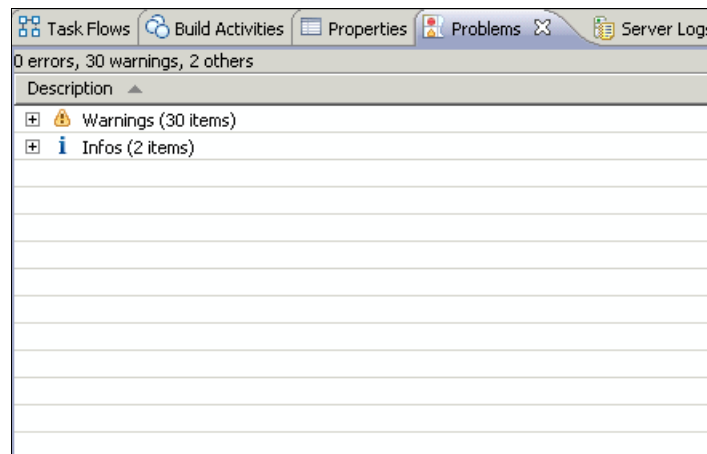 Task Flows Build Activities Properties Problems Server Logs
0 errors, 30 warnings, 2 others
Description
Warnings (30 items)
Infos (2 items)